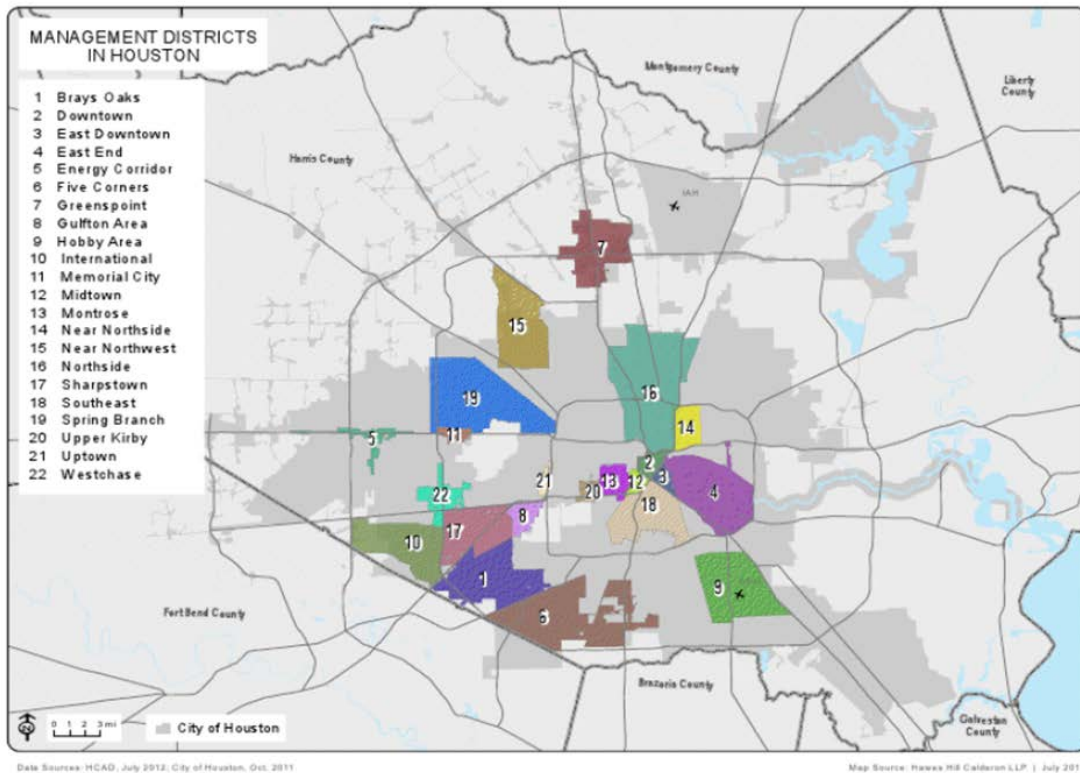 MANAGEMENT DISTRICTS
IN HOUSTON
1 Brays Oaks
2 Downtown
3 East Downtown
4 East End
5 Energy Corridor
6 Five Corners
7 Greenspoint
8 Gulfton Area
9 Hobby Area
10 International
11 Memorial City
12 Midtown
13 Montrose
14 Near Northside
15 Near Northwest
16 Northside
17 Sharpstown
18 Southeast
19 Spring Branch
20 Upper Kirby
21 Uptown
22 Westchase
Montgomery County
Liberty
County
Harris County
IAH
7
15
16
19
14
5
11
2
21
13
12
3
22
20
4
18
8
17
10
1
9
6
Fort Bend County
Brazoria County
Galveston
County
0 1 2 3 mi
City of Houston
Data Sources: HCAD, July 2012; City of Houston, Oct. 2011
Map Source: Hawes Hill Calderon LLP | July 201